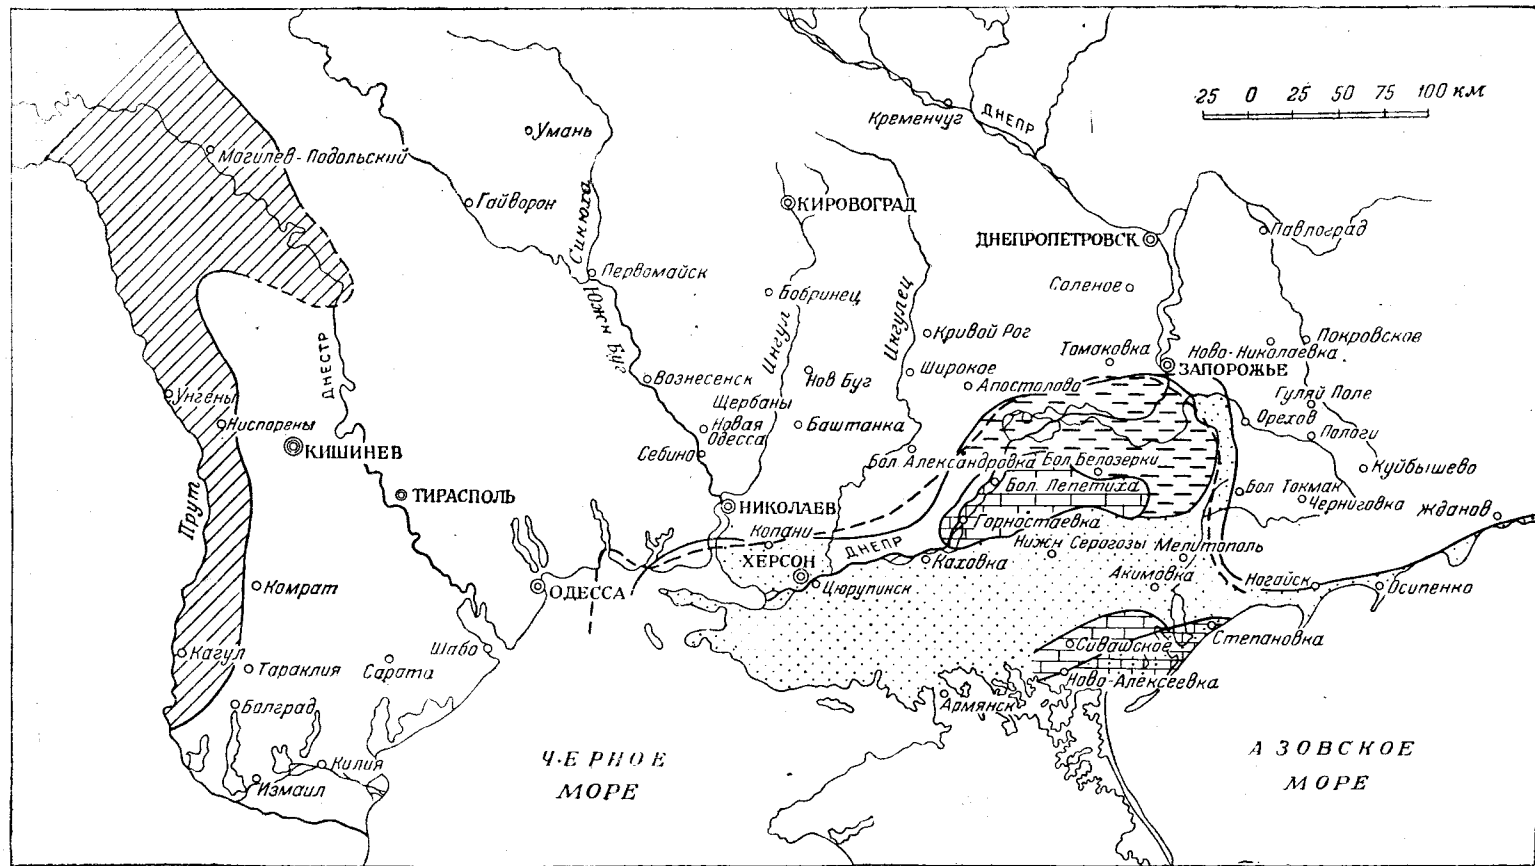 25 0 25 50 75 100 км
Кременчуг
ДНЕПР
Умань
Могилев-Подольский
Гайворон
Синюха
КИРОВОГРАД
ДНЕПРОПЕТРОВСК
Павлоград
Первомайск
Бобринец
Соленое
Южн Буг
Ингул
Ингулец
Кривой Рог
Томаковка
Ново-Николаевка
Покровское
ДНЕСТР
Вознесенск
Нов Буг
Широкое
Апостолово
ЗАПОРОЖЬЕ
Унгены
Щербаны
Гуляй Поле
Ниспорены
Новая
Одесса
Баштанка
Орехов
Пологи
КИШИНЕВ
Себино
Бол Александровка
Бол Белозерки
Куйбышево
Прут
ТИРАСПОЛЬ
НИКОЛАЕВ
Бол. Лепетиха
Бол Токмак
Черниговка
Жданов
Копани
Горностаевка
ДНЕПР
Нижн Серогозы
Мелитополь
ХЕРСОН
Каховка
Акимовка
Ногайск
Осипенко
Комрат
ОДЕССА
Цюрупинск
Кагул
Шабо
Сивашское
Степановка
Тараклия
Сарата
Ново-Алексеевка
Болград
Армянск
Килия
Измаил
ЧЕРНОЕ
МОРЕ
АЗОВСКОЕ
МОРЕ